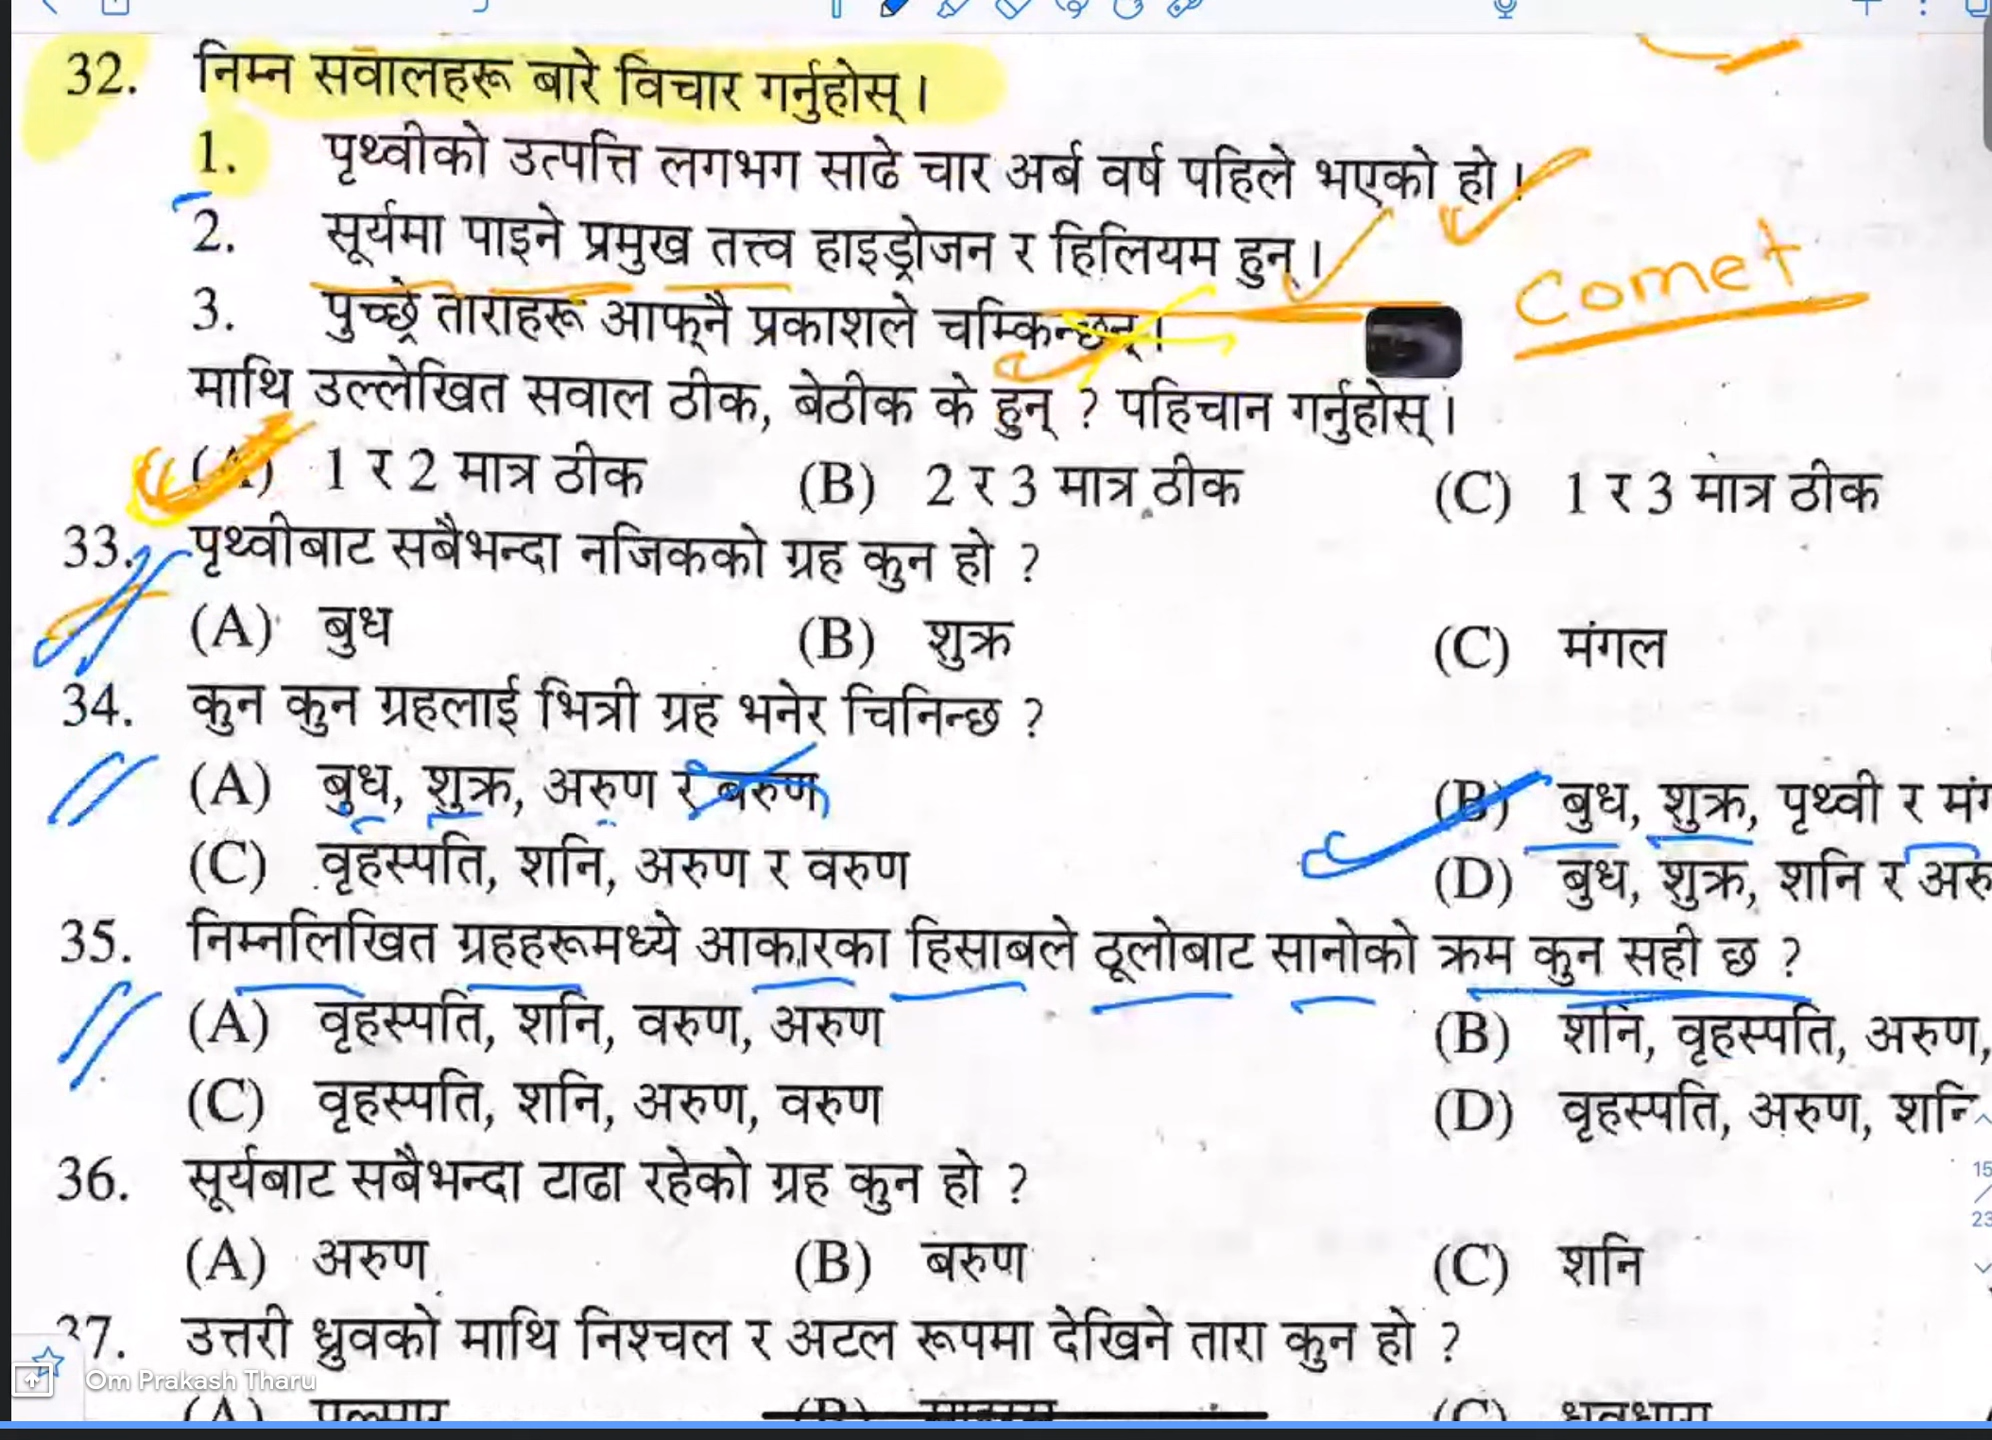 32. निम्न सवालहरू बारे विचार गर्नुहोस् ।
1. पृथ्वीको उत्पत्ति लगभग साढे चार अर्ब वर्ष पहिले भएको हो ।
2. सूर्यमा पाइने प्रमुख तत्त्व हाइड्रोजन र हिलियम हुन् ।
3. पुच्छ्रे ताराहरू आफ्नै प्रकाशले चम्किन्छन् ।
Comet
माथि उल्लेखित सवाल ठीक, बेठीक के हुन् ? पहिचान गर्नुहोस् ।
(A) 1 र 2 मात्र ठीक (B) 2 र 3 मात्र ठीक (C) 1 र 3 मात्र ठीक
33. पृथ्वीबाट सबैभन्दा नजिकको ग्रह कुन हो ?
(A) बुध (B) शुक्र (C) मंगल
34. कुन कुन ग्रहलाई भित्री ग्रह भनेर चिनिन्छ ?
(A) बुध, शुक्र, अरुण र बरुण (B) बुध, शुक्र, पृथ्वी र
(C) वृहस्पति, शनि, अरुण र वरुण (D) बुध, शुक्र, शनि र
35. निम्नलिखित ग्रहहरूमध्ये आकारका हिसाबले ठूलोबाट सानोको क्रम कुन सही छ ?
(A) वृहस्पति, शनि, वरुण, अरुण (B) शनि, वृहस्पति, अरुण,
(C) वृहस्पति, शनि, अरुण, वरुण (D) वृहस्पति, अरुण, शनि
36. सूर्यबाट सबैभन्दा टाढा रहेको ग्रह कुन हो ?
(A) अरुण (B) बरुण (C) शनि
37. उत्तरी ध्रुवको माथि निश्चल र अटल रूपमा देखिने तारा कुन हो ?
Om Prakash Tharu